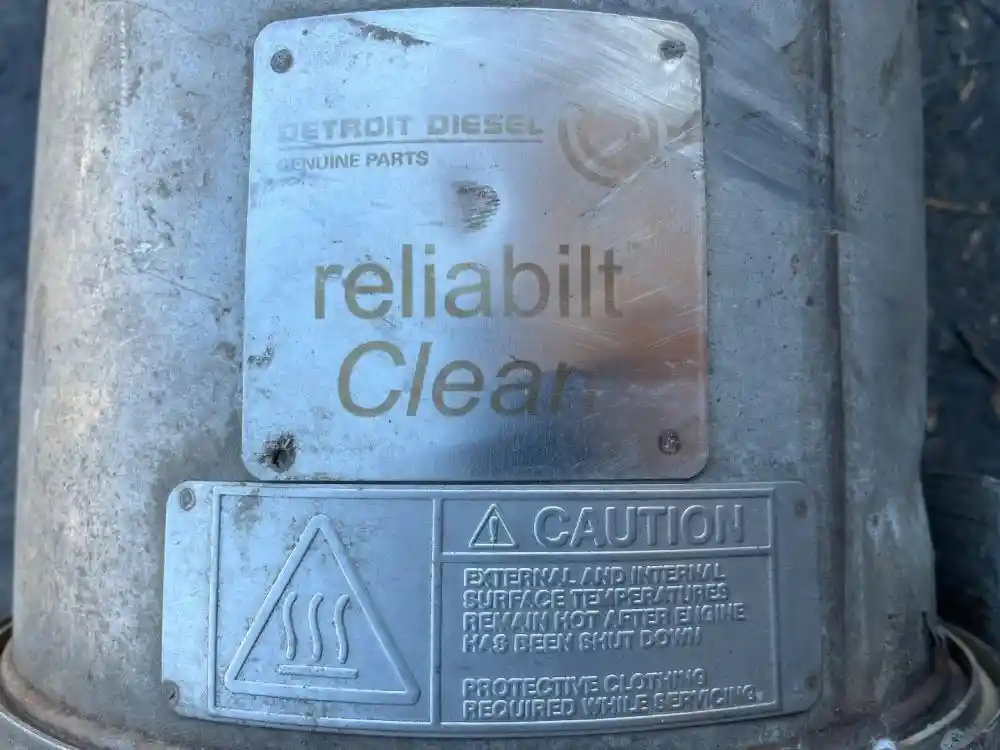 DETROIT DIESEL
GENUINE PARTS
reliabilt
Clean
CAUTION
EXTERNAL AND INTERNAL
SURFACE TEMPERATURES
REMAIN HOT AFTER ENGINE
HAS BEEN SHUT DOWN
PROTECTIVE CLOTHING
REQUIRED WHILE SERVICING.